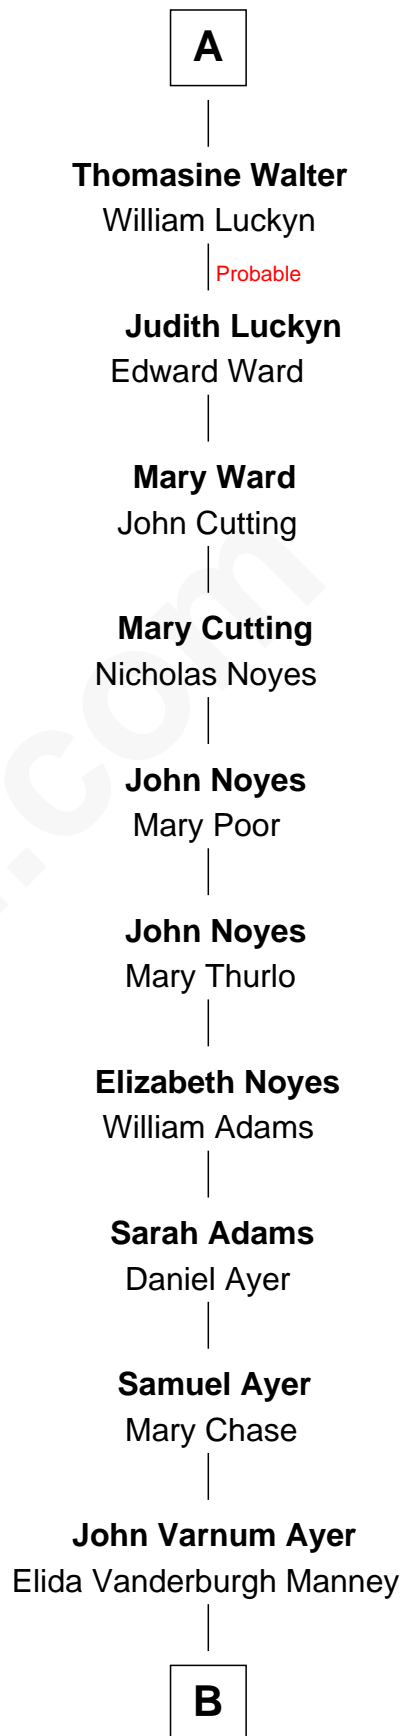 A
Thomasine Walter
William Luckyn
Probable
Judith Luckyn
Edward Ward
Mary Ward
John Cutting
Mary Cutting
Nicholas Noyes
John Noyes
Mary Poor
John Noyes
Mary Thurlo
Elizabeth Noyes
William Adams
Sarah Adams
Daniel Ayer
Samuel Ayer
Mary Chase
John Varnum Ayer
Elida Vanderburgh Manney
B
.com